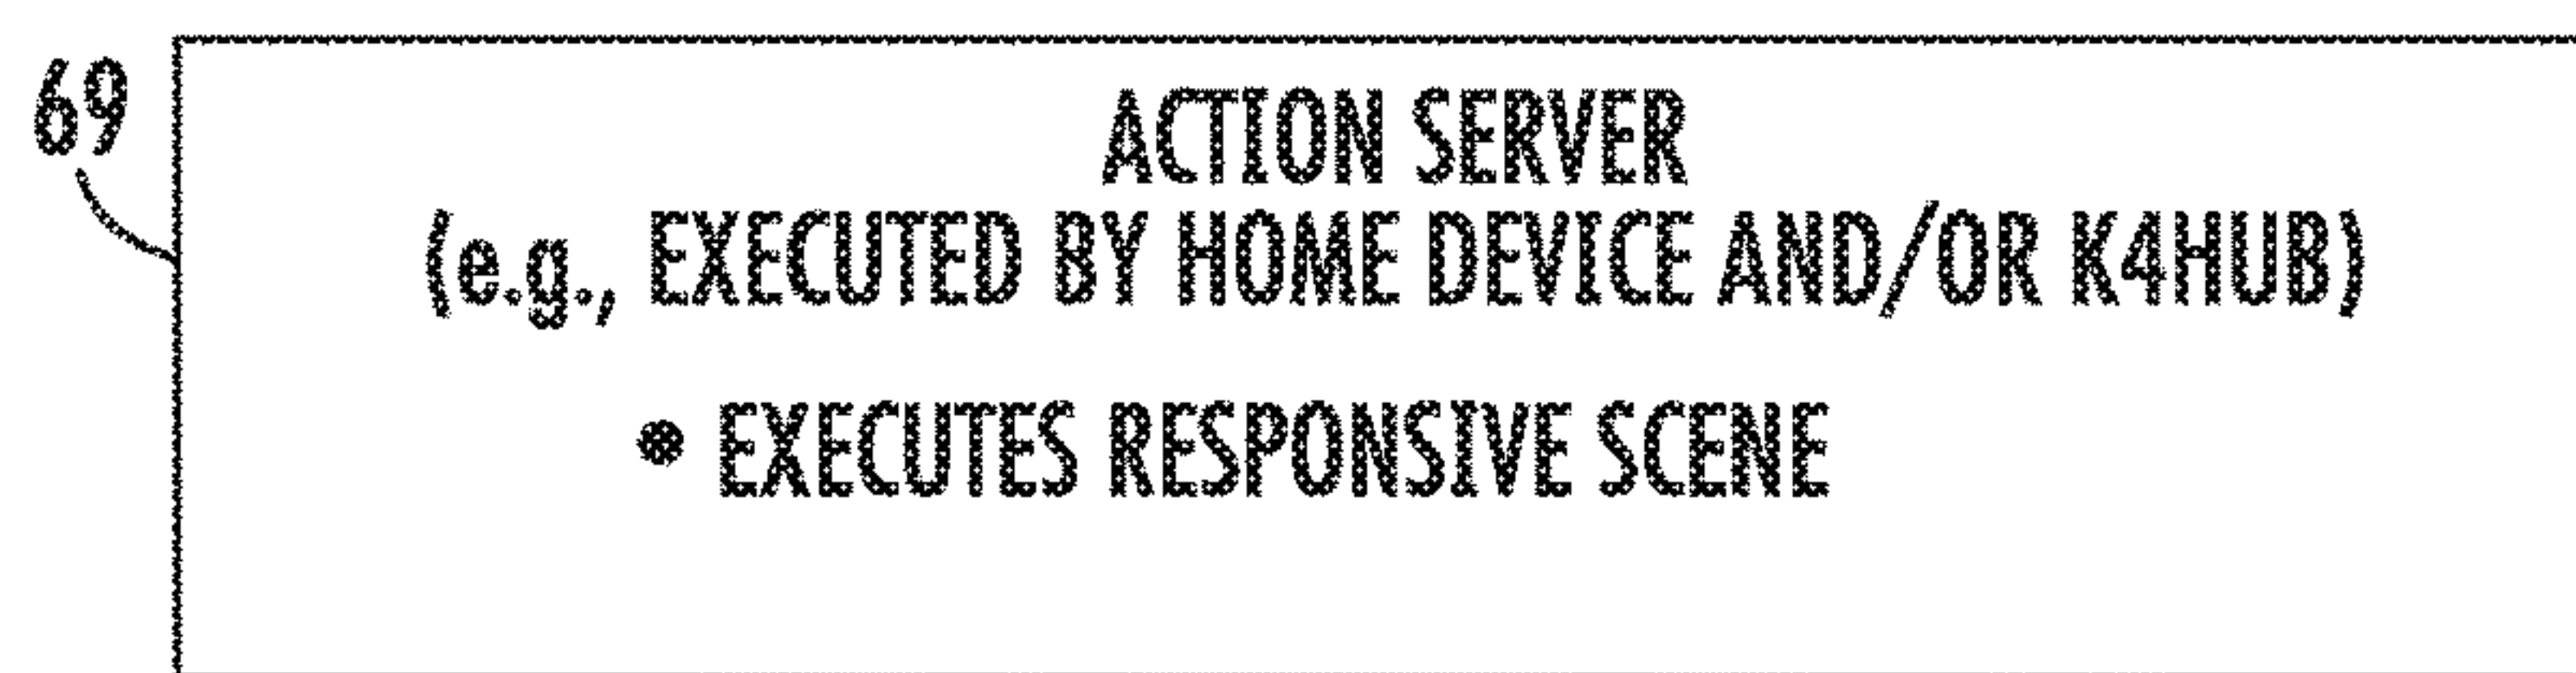 69
ACTION SERVER
(e.g., EXECUTED BY HOME DEVICE AND/OR K4HUB)
• EXECUTES RESPONSIVE SCENE